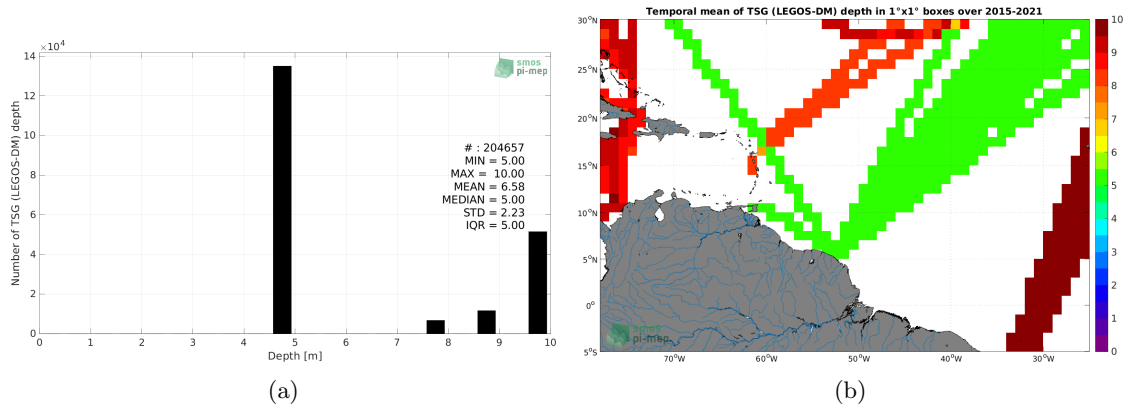 ×10⁴
14
12
10
8
6
4
2
0
Number of TSG (LEGOS-DM) depth
smos
pi-mep
# : 204657
MIN = 5.00
MAX = 10.00
MEAN = 6.58
MEDIAN = 5.00
STD = 2.23
IQR = 5.00
0 1 2 3 4 5 6 7 8 9 10
Depth [m]
(a)
Temporal mean of TSG (LEGOS-DM) depth in 1°x1° boxes over 2015-2021
30°N
25°N
20°N
15°N
10°N
5°N
0°
5°S
smos
pi-mep
70°W 60°W 50°W 40°W 30°W
10
9
8
7
6
5
4
3
2
1
0
(b)